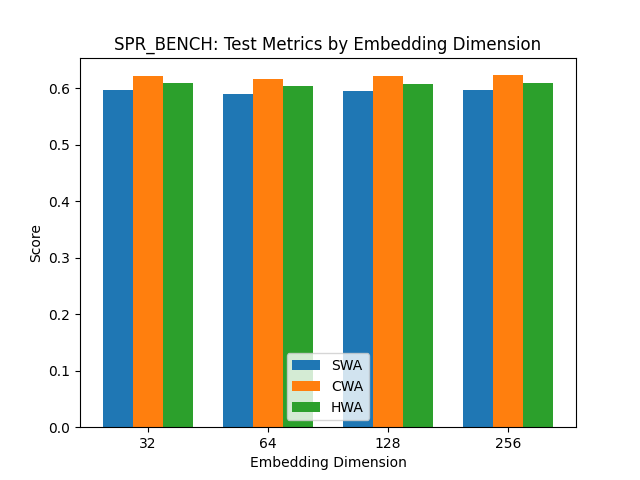 SPR_BENCH: Test Metrics by Embedding Dimension
Score
0.6
0.5
0.4
0.3
0.2
0.1
0.0
SWA
CWA
HWA
32 64 128 256
Embedding Dimension